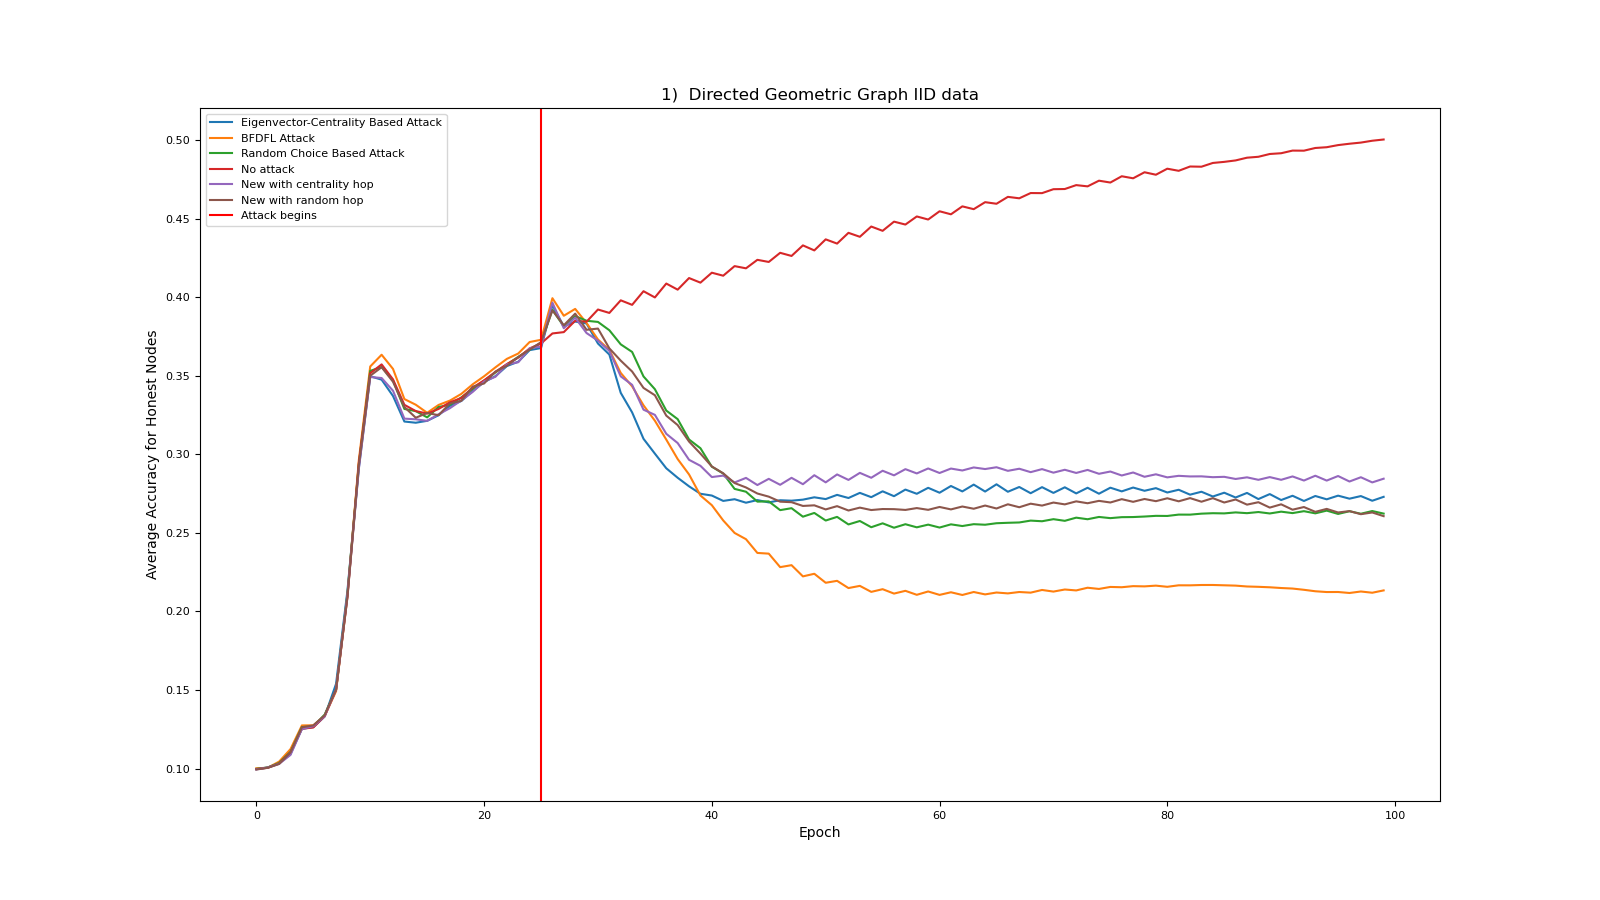 1)  Directed Geometric Graph IID data
Eigenvector-Centrality Based Attack
BFDFL Attack
Random Choice Based Attack
No attack
New with centrality hop
New with random hop
Attack begins
Average Accuracy for Honest Nodes
0.50
0.45
0.40
0.35
0.30
0.25
0.20
0.15
0.10
0 20 40 60 80 100
Epoch